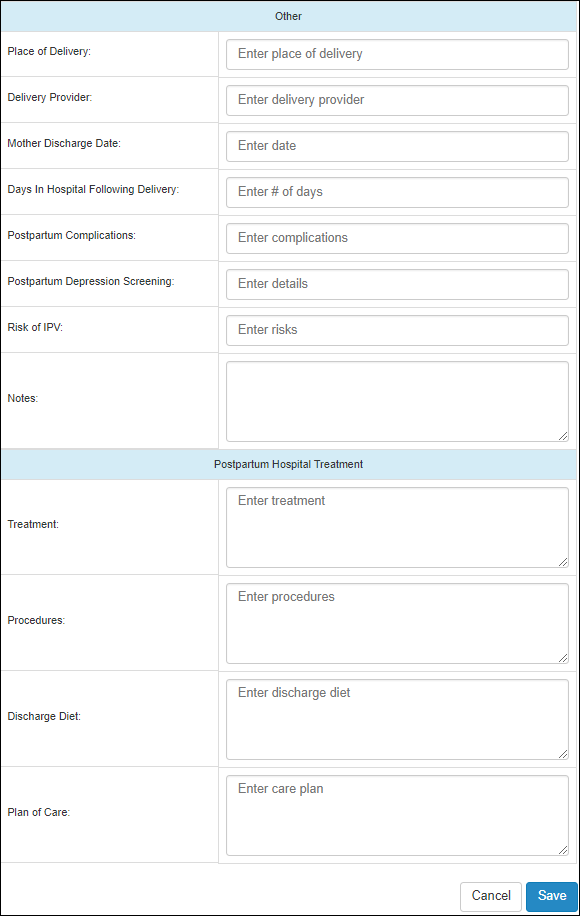 Other
Place of Delivery: Enter place of delivery
Delivery Provider: Enter delivery provider
Mother Discharge Date: Enter date
Days In Hospital Following Delivery: Enter # of days
Postpartum Complications: Enter complications
Postpartum Depression Screening: Enter details
Risk of IPV: Enter risks
Notes:
Postpartum Hospital Treatment
Treatment: Enter treatment
Procedures: Enter procedures
Discharge Diet: Enter discharge diet
Plan of Care: Enter care plan
Cancel Save